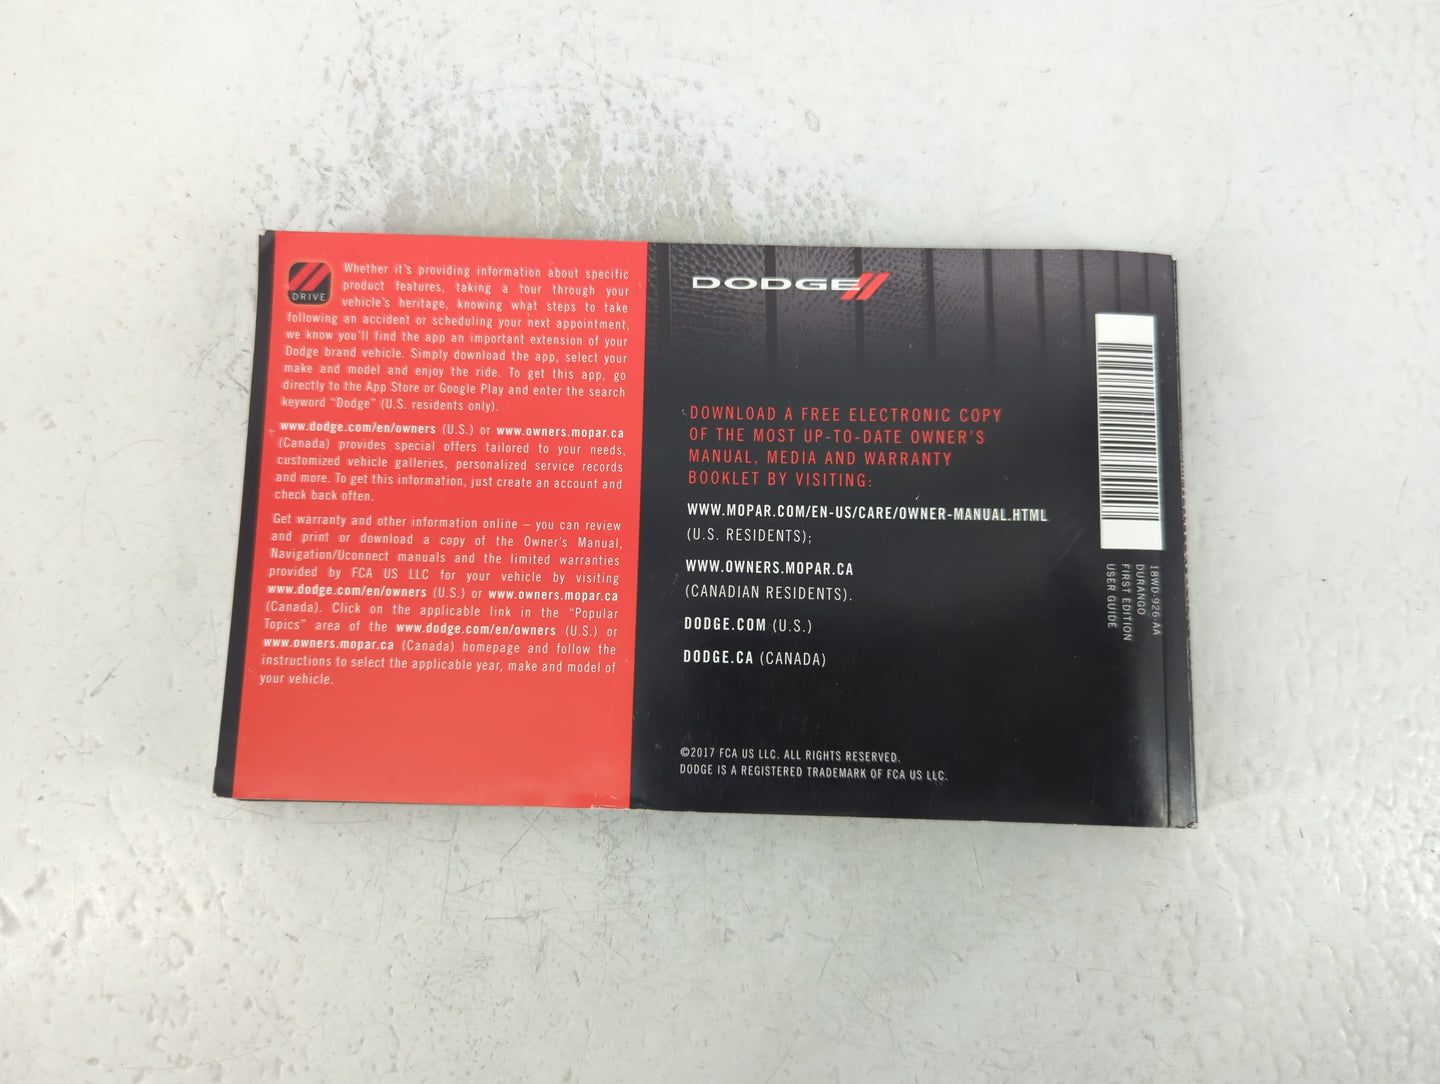 DRIVE
Whether it's providing information about specific
product features, taking a tour through your
vehicle's heritage, knowing what steps to take
following an accident or scheduling your next appointment,
we know you'll find the app an important extension of your
Dodge brand vehicle. Simply download the app, select your
make and model and enjoy the ride. To get this app, go
directly to the App Store or Google Play and enter the search
keyword "Dodge" (U.S. residents only).
www.dodge.com/en/owners (U.S.) or www.owners.mopar.ca
(Canada) provides special offers tailored to your needs,
customized vehicle galleries, personalized service records
and more. To get this information, just create an account and
check back often.
Get warranty and other information online – you can review
and print or download a copy of the Owner's Manual,
Navigation/Uconnect manuals and the limited warranties
provided by FCA US LLC for your vehicle by visiting
www.dodge.com/en/owners (U.S.) or www.owners.mopar.ca
(Canada). Click on the applicable link in the "Popular
Topics" area of the www.dodge.com/en/owners (U.S.) or
www.owners.mopar.ca (Canada) homepage and follow the
instructions to select the applicable year, make and model of
your vehicle.
DODGE
DOWNLOAD A FREE ELECTRONIC COPY
OF THE MOST UP-TO-DATE OWNER'S
MANUAL, MEDIA AND WARRANTY
BOOKLET BY VISITING:
WWW.MOPAR.COM/EN-US/CARE/OWNER-MANUAL.HTML
(U.S. RESIDENTS);
WWW.OWNERS.MOPAR.CA
(CANADIAN RESIDENTS).
DODGE.COM (U.S.)
DODGE.CA (CANADA)
©2017 FCA US LLC. ALL RIGHTS RESERVED.
DODGE IS A REGISTERED TRADEMARK OF FCA US LLC.
18WD-926-AA
DURANGO
FIRST EDITION
USER GUIDE